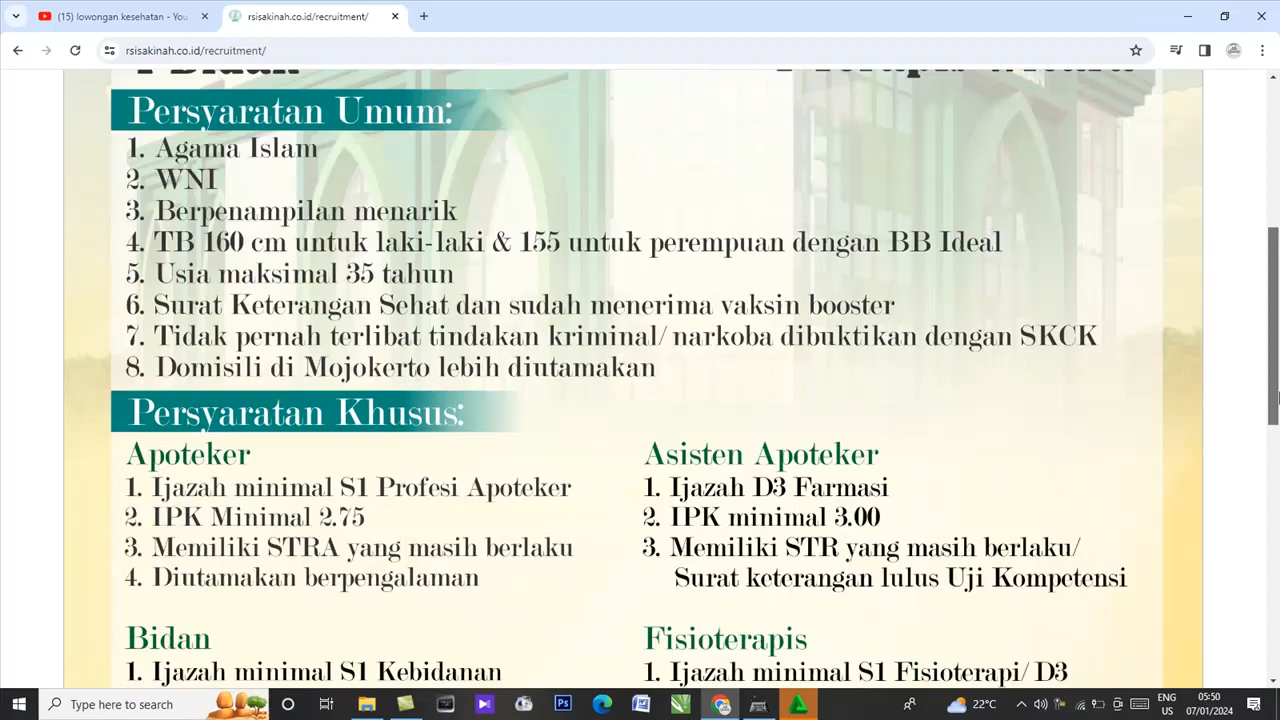 (15) lowongan kesehatan - You
rsisakinah.co.id/recruitment/
rsisakinah.co.id/recruitment/
Persyaratan Umum:
1. Agama Islam
2. WNI
3. Berpenampilan menarik
4. TB 160 cm untuk laki-laki & 155 untuk perempuan dengan BB Ideal
5. Usia maksimal 35 tahun
6. Surat Keterangan Sehat dan sudah menerima vaksin booster
7. Tidak pernah terlibat tindakan kriminal/ narkoba dibuktikan dengan SKCK
8. Domisili di Mojokerto lebih diutamakan
Persyaratan Khusus:
Apoteker
1. Ijazah minimal S1 Profesi Apoteker
2. IPK Minimal 2.75
3. Memiliki STRA yang masih berlaku
4. Diutamakan berpengalaman
Asisten Apoteker
1. Ijazah D3 Farmasi
2. IPK minimal 3.00
3. Memiliki STR yang masih berlaku/
Surat keterangan lulus Uji Kompetensi
Bidan
1. Ijazah minimal S1 Kebidanan
Fisioterapis
1. Ijazah minimal S1 Fisioterapi/ D3
Type here to search
22°C
ENG
US
05:50
07/01/2024